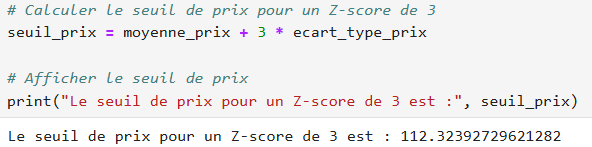 # Calculer le seuil de prix pour un Z-score de 3
seuil_prix = moyenne_prix + 3 * ecart_type_prix
# Afficher le seuil de prix
print("Le seuil de prix pour un Z-score de 3 est :", seuil_prix)
Le seuil de prix pour un Z-score de 3 est : 112.32392729621282